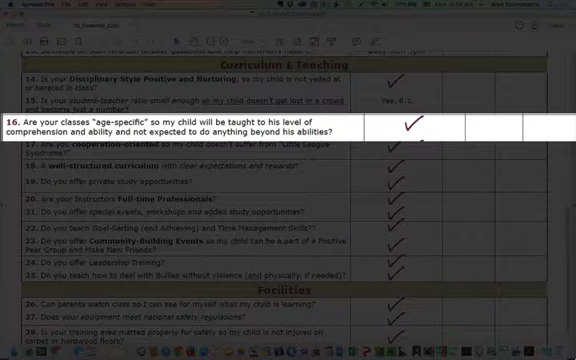 Curriculum & Teaching
14. Is your Disciplinary Style Positive and Nurturing, so my child is not yelled at
or berated in class?
15. Is your student-teacher ratio small enough so my child doesn't get lost in a crowd
and become just a number?
Yes, 6:1
16. Are your classes "age-specific" so my child will be taught to his level of
comprehension and ability and not expected to do anything beyond his abilities?
17. Are you cooperation-oriented so my child doesn't suffer from "Little League
Syndrome"?
18. Is a well-structured curriculum with clear expectations and rewards?
19. Do you offer private study opportunities?
20. Are your Instructors Full-time Professionals?
21. Do you offer special events, workshops and added study opportunities?
22. Do you teach Goal-Setting (and Achieving) and Time Management Skills??
23. Do you offer Community-Building Events so my child can be a part of a Positive
Peer Group and Make New Friends?
24. Do you offer Leadership Training?
25. Do you teach how to deal with Bullies without violence (and physically, if needed)?
Facilities
26. Can parents watch class so I can see for myself what my child is learning?
27. Does your equipment meet national safety regulations?
28. Is your training area matted properly for safety so my child is not injured on
carpet or hardwood floors?